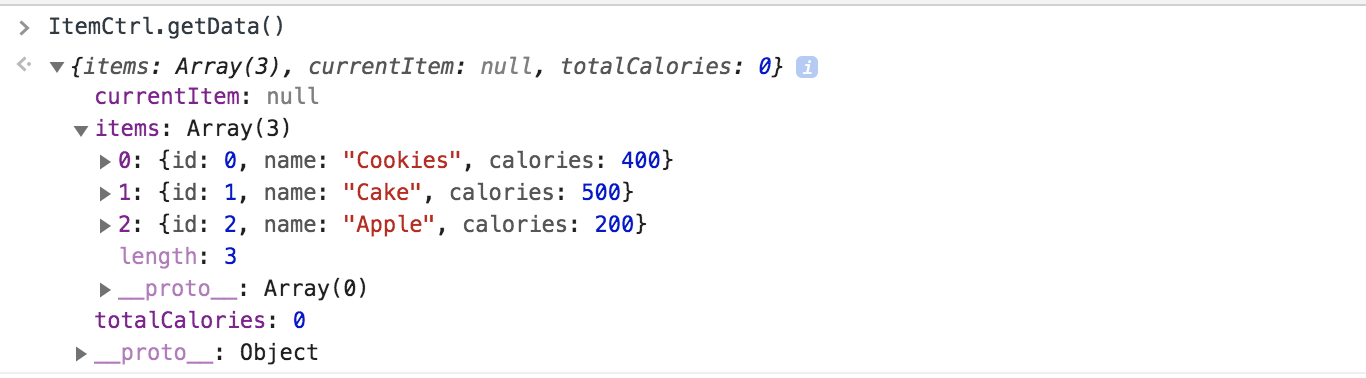 ItemCtrl.getData()
{items: Array(3), currentItem: null, totalCalories: 0} i
currentItem: null
items: Array(3)
0: {id: 0, name: "Cookies", calories: 400}
1: {id: 1, name: "Cake", calories: 500}
2: {id: 2, name: "Apple", calories: 200}
length: 3
__proto__: Array(0)
totalCalories: 0
__proto__: Object